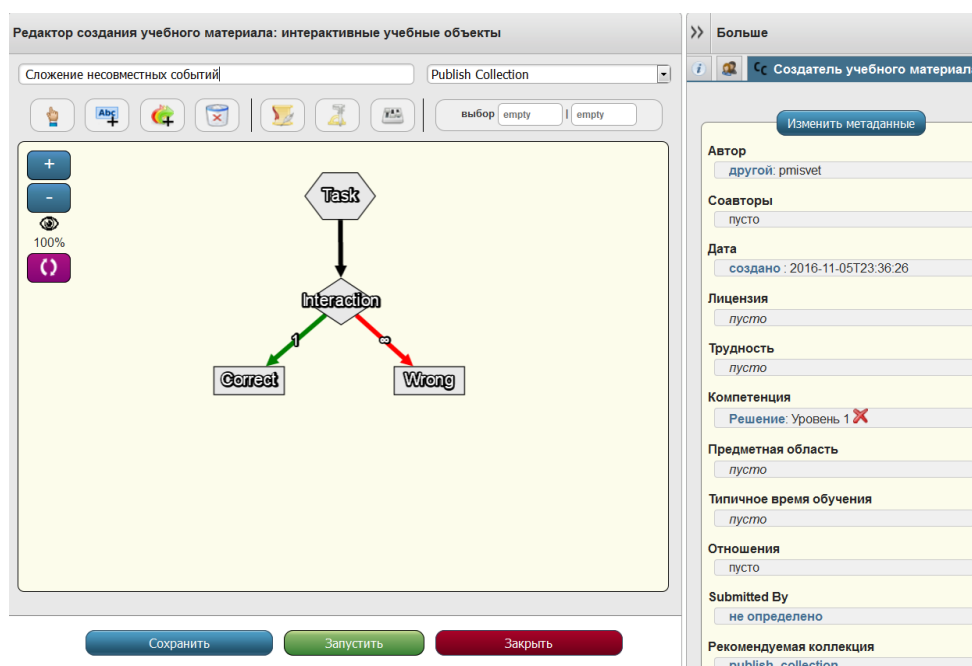 Редактор создания учебного материала: интерактивные учебные объекты
Сложение несовместных событий
Publish Collection
Abc
выбор empty | empty
+
-
100%
Task
Interaction
1
∞
Correct
Wrong
Сохранить
Запустить
Закрыть
Больше
Создатель учебного материал
Изменить метаданные
Автор
другой: pmisvet
Соавторы
пусто
Дата
создано : 2016-11-05T23:36:26
Лицензия
пусто
Трудность
пусто
Компетенция
Решение: Уровень 1
Предметная область
пусто
Типичное время обучения
пусто
Отношения
пусто
Submitted By
не определено
Рекомендуемая коллекция
publish_collection